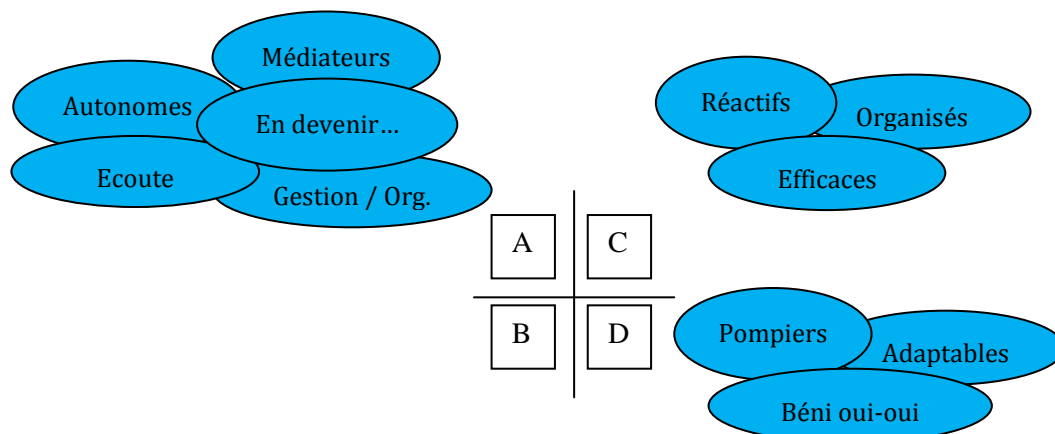 Médiateurs
Autonomes
En devenir…
Ecoute
Gestion / Org.
Réactifs
Organisés
Efficaces
A
C
B
D
Pompiers
Adaptables
Béni oui-oui